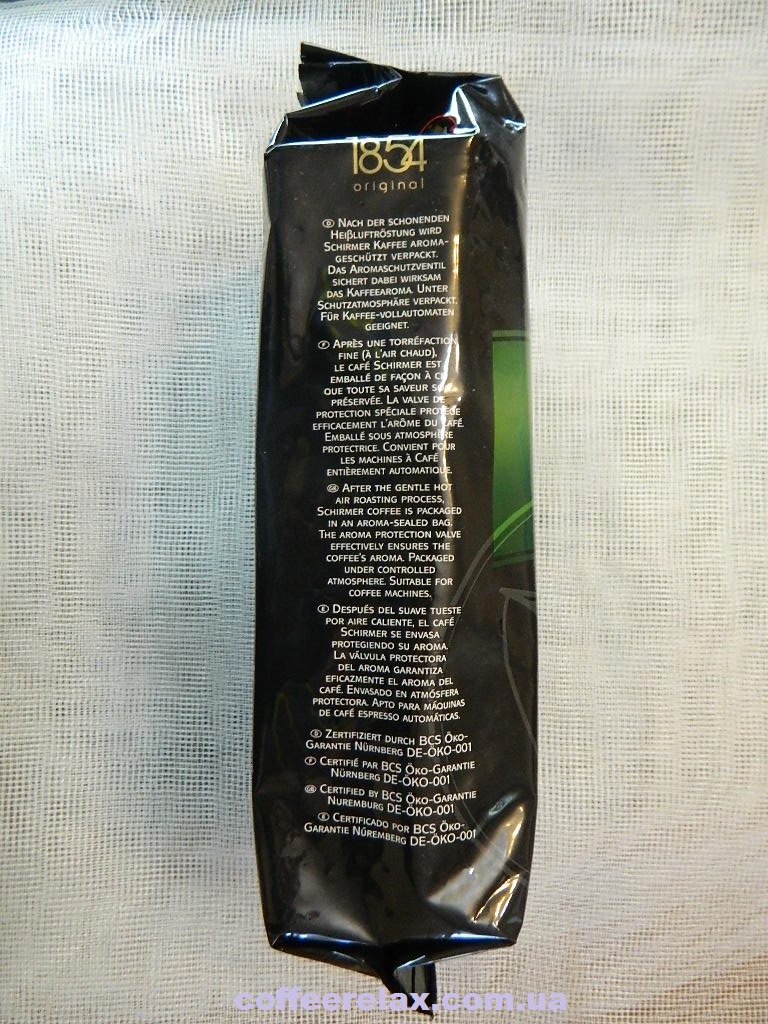 1854
original
D NACH DER SCHONENDEN
HEIßLUFTRÖSTUNG WIRD
SCHIRMER KAFFEE AROMA-
GESCHÜTZT VERPACKT.
DAS AROMASCHUTZVENTIL
SICHERT DABEI WIRKSAM
DAS KAFFEEAROMA. UNTER
SCHUTZATMOSPHÄRE VERPACKT.
FÜR KAFFEE-VOLLAUTOMATEN
GEEIGNET.
F APRÈS UNE TORRÉFACTION
FINE (À L'AIR CHAUD),
LE CAFÉ SCHIRMER EST
EMBALLÉ DE FAÇON À CE
QUE TOUTE SA SAVEUR SOIT
PRÉSERVÉE. LA VALVE DE
PROTECTION SPÉCIALE PROTÈGE
EFFICACEMENT L'ARÔME DU CAFÉ.
EMBALLÉ SOUS ATMOSPHÈRE
PROTECTRICE. CONVIENT POUR
LES MACHINES À CAFÉ
ENTIÈREMENT AUTOMATIQUE.
GB AFTER THE GENTLE HOT
AIR ROASTING PROCESS,
SCHIRMER COFFEE IS PACKAGED
IN AN AROMA-SEALED BAG.
THE AROMA PROTECTION VALVE
EFFECTIVELY ENSURES THE
COFFEE'S AROMA. PACKAGED
UNDER CONTROLLED
ATMOSPHERE. SUITABLE FOR
COFFEE MACHINES.
E DESPUÉS DEL SUAVE TUESTE
POR AIRE CALIENTE, EL CAFÉ
SCHIRMER SE ENVASA
PROTEGIENDO SU AROMA.
LA VÁLVULA PROTECTORA
DEL AROMA GARANTIZA
EFICAZMENTE EL AROMA DEL
CAFÉ. ENVASADO EN ATMÓSFERA
PROTECTORA. APTO PARA MÁQUINAS
DE CAFÉ ESPRESSO AUTOMÁTICAS.
D ZERTIFIZIERT DURCH BCS ÖKO-
GARANTIE NÜRNBERG DE-ÖKO-001
F CERTIFIÉ PAR BCS ÖKO-GARANTIE
NÜRNBERG DE-ÖKO-001
GB CERTIFIED BY BCS ÖKO-GARANTIE
NUREMBURG DE-ÖKO-001
E CERTIFICADO POR BCS ÖKO-
GARANTIE NÚREMBERG DE-ÖKO-001
coffeerelax.com.ua